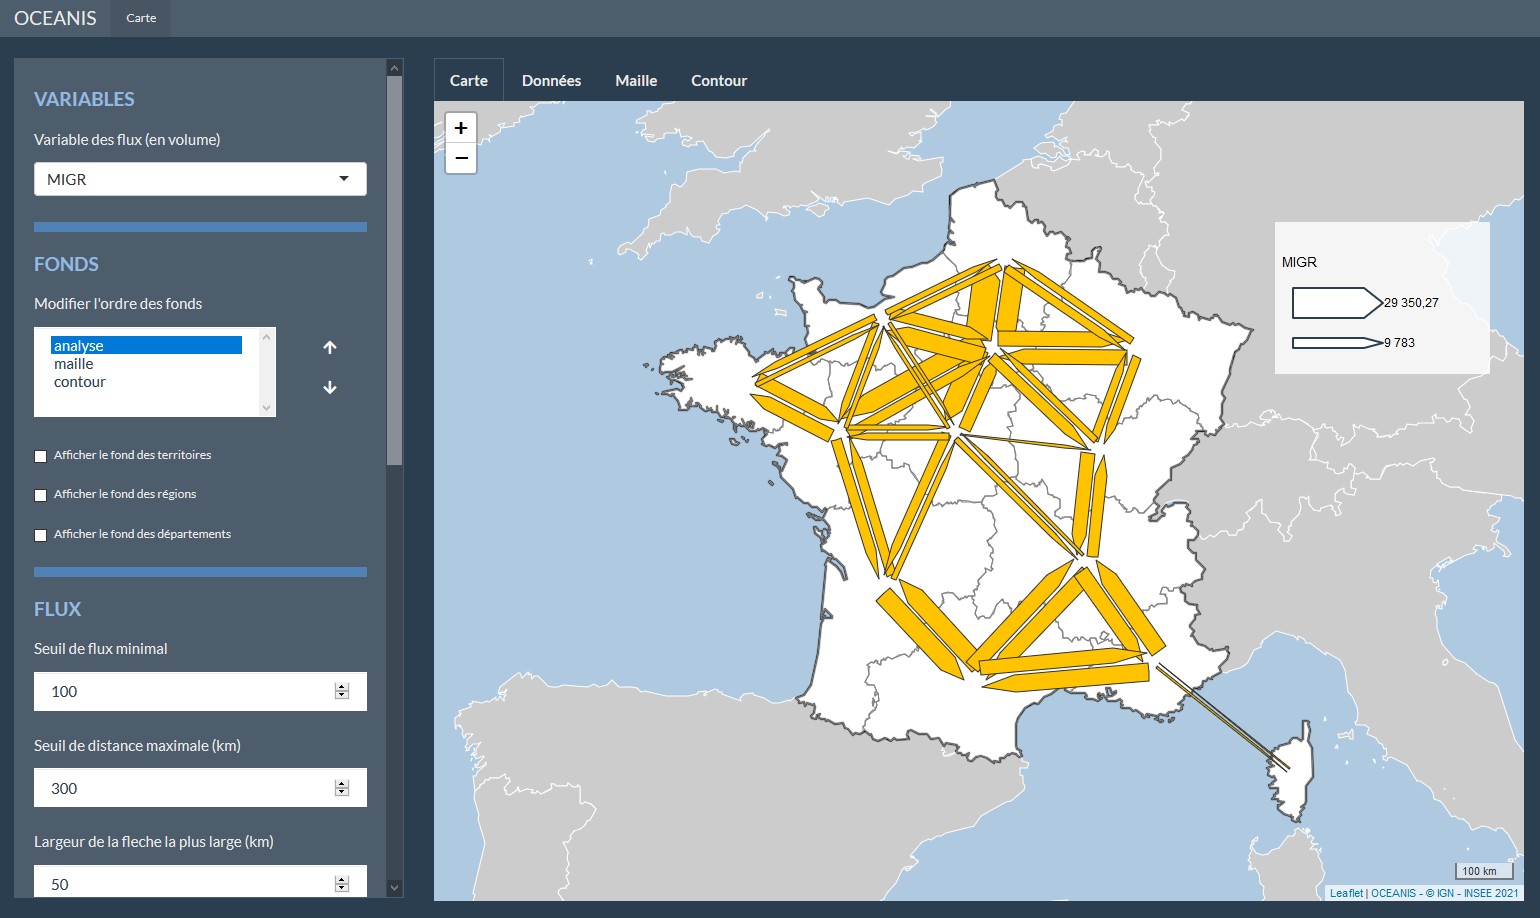 OCEANIS Carte
VARIABLES
Variable des flux (en volume)
MIGR
FONDS
Modifier l'ordre des fonds
analyse
maille
contour
Afficher le fond des territoires
Afficher le fond des régions
Afficher le fond des départements
FLUX
Seuil de flux minimal
100
Seuil de distance maximale (km)
300
Largeur de la fleche la plus large (km)
50
Carte Données Maille Contour
+
−
MIGR
29 350,27
9 783
100 km
Leaflet | OCEANIS - © IGN - INSEE 2021